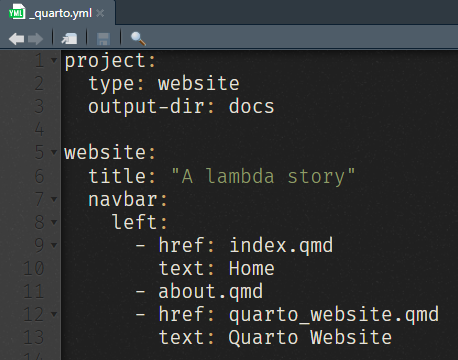 _quarto.yml
1 project:
2   type: website
3   output-dir: docs
4
5 website:
6   title: "A lambda story"
7   navbar:
8     left:
9       - href: index.qmd
10         text: Home
11       - about.qmd
12       - href: quarto_website.qmd
13         text: Quarto Website